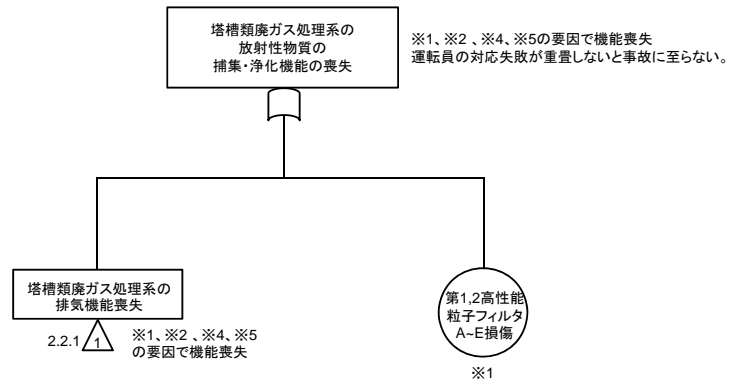 塔槽類廃ガス処理系の
放射性物質の
捕集・浄化機能の喪失
※1、※2 、※4、※5の要因で機能喪失
運転員の対応失敗が重畳しないと事故に至らない。
塔槽類廃ガス処理系の
排気機能喪失
2.2.1
1
※1、※2 、※4、※5
の要因で機能喪失
第1,2高性能
粒子フィルタ
A~E損傷
※1